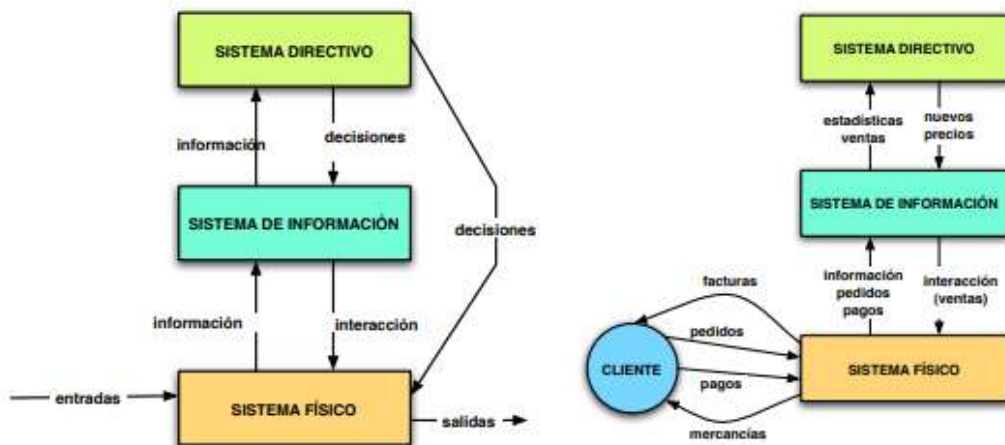 SISTEMA DIRECTIVO
información
decisiones
SISTEMA DE INFORMACIÓN
decisiones
información
interacción
entradas
SISTEMA FÍSICO
salidas
SISTEMA DIRECTIVO
estadísticas
ventas
nuevos
precios
SISTEMA DE INFORMACIÓN
información
pedidos
pagos
interacción
(ventas)
facturas
pedidos
CLIENTE
pagos
mercancías
SISTEMA FÍSICO